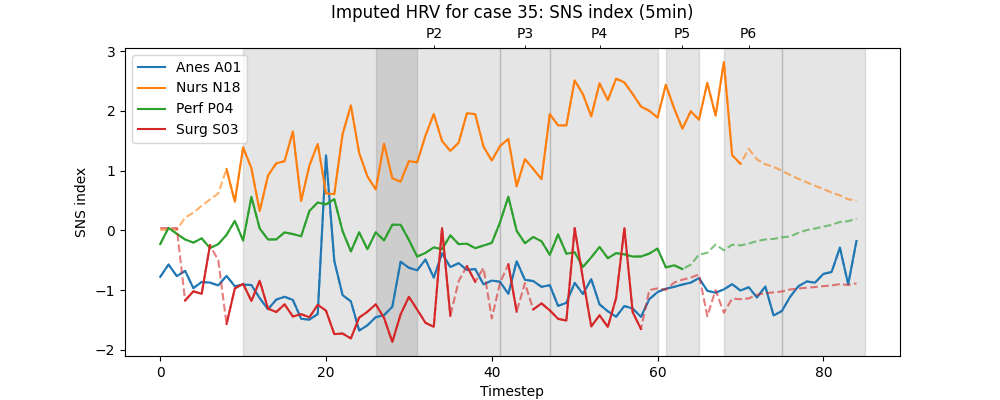 Imputed HRV for case 35: SNS index (5min)
P2 P3 P4 P5 P6
Anes A01
Nurs N18
Perf P04
Surg S03
SNS index
3
2
1
0
−1
−2
0 20 40 60 80
Timestep